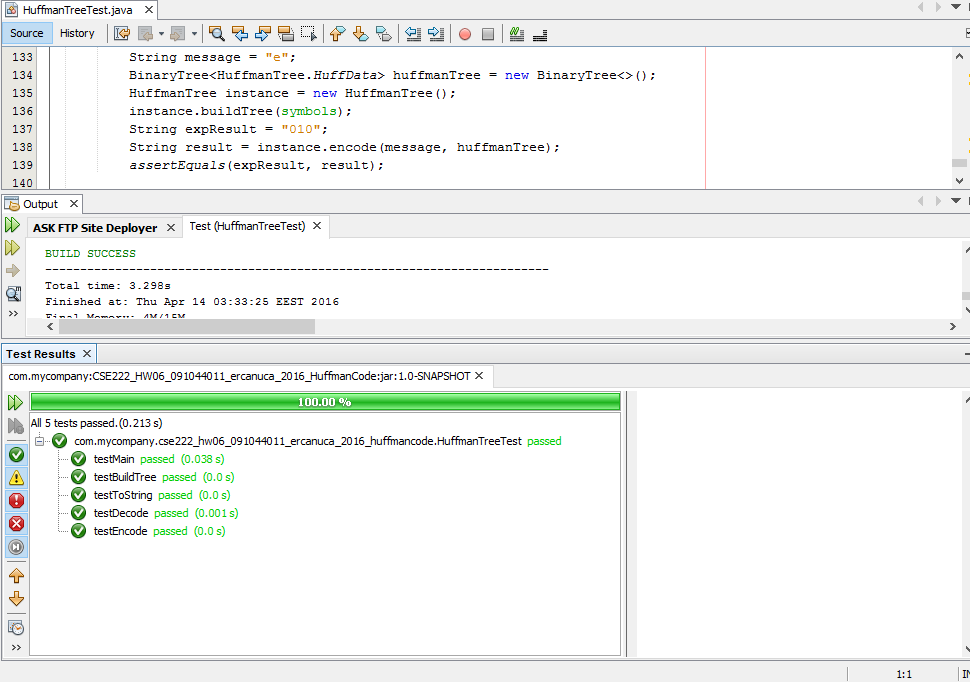 HuffmanTreeTest.java
Source History
133 String message = "e";
134 BinaryTree<HuffmanTree.HuffData> huffmanTree = new BinaryTree<>();
135 HuffmanTree instance = new HuffmanTree();
136 instance.buildTree(symbols);
137 String expResult = "010";
138 String result = instance.encode(message, huffmanTree);
139 assertEquals(expResult, result);
140
Output
ASK FTP Site Deployer Test (HuffmanTreeTest)
BUILD SUCCESS
------------------------------------------------------------------------
Total time: 3.298s
Finished at: Thu Apr 14 03:33:25 EEST 2016
Final Memory: 4M/15M
Test Results
com.mycompany:CSE222_HW06_091044011_ercanuca_2016_HuffmanCode:jar:1.0-SNAPSHOT
100.00 %
All 5 tests passed.(0.213 s)
com.mycompany.cse222_hw06_091044011_ercanuca_2016_huffmancode.HuffmanTreeTest passed
testMain passed (0.038 s)
testBuildTree passed (0.0 s)
testToString passed (0.0 s)
testDecode passed (0.001 s)
testEncode passed (0.0 s)
1:1